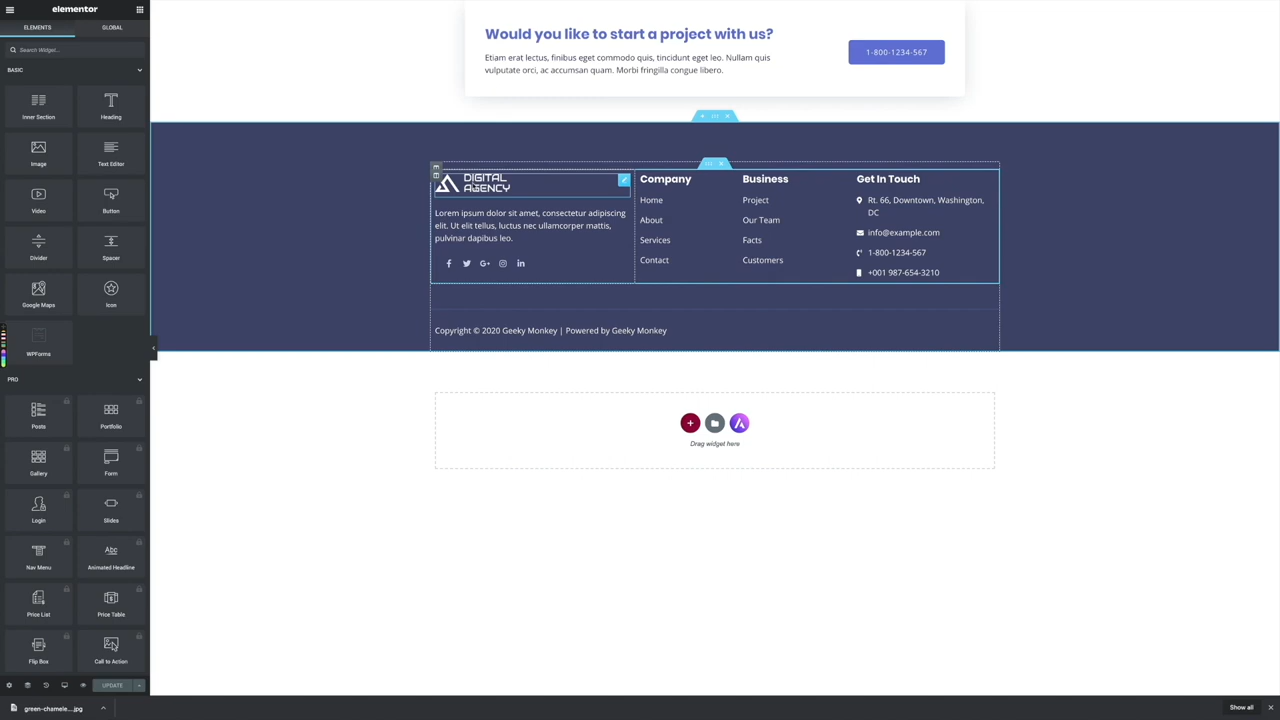 elementor
ELEMENTS
GLOBAL
Search Widget...
BASIC
Inner Section
Heading
Image
Text Editor
Video
Button
Divider
Spacer
Google Maps
Icon
WPForms
PRO
Posts
Portfolio
Gallery
Form
Login
Slides
Nav Menu
Abc
Animated Headline
Price List
Price Table
Flip Box
Call to Action
UPDATE
Would you like to start a project with us?
Etiam erat lectus, finibus eget commodo quis, tincidunt eget leo. Nullam quis
vulputate orci, ac accumsan quam. Morbi fringilla congue libero.
1-800-1234-567
DIGITAL
AGENCY
Lorem ipsum dolor sit amet, consectetur adipiscing
elit. Ut elit tellus, luctus nec ullamcorper mattis,
pulvinar dapibus leo.
Company
Home
About
Services
Contact
Business
Project
Our Team
Facts
Customers
Get In Touch
Rt. 66, Downtown, Washington,
DC
info@example.com
1-800-1234-567
+001 987-654-3210
Copyright © 2020 Geeky Monkey | Powered by Geeky Monkey
Drag widget here
green-chamele....jpg
Show all